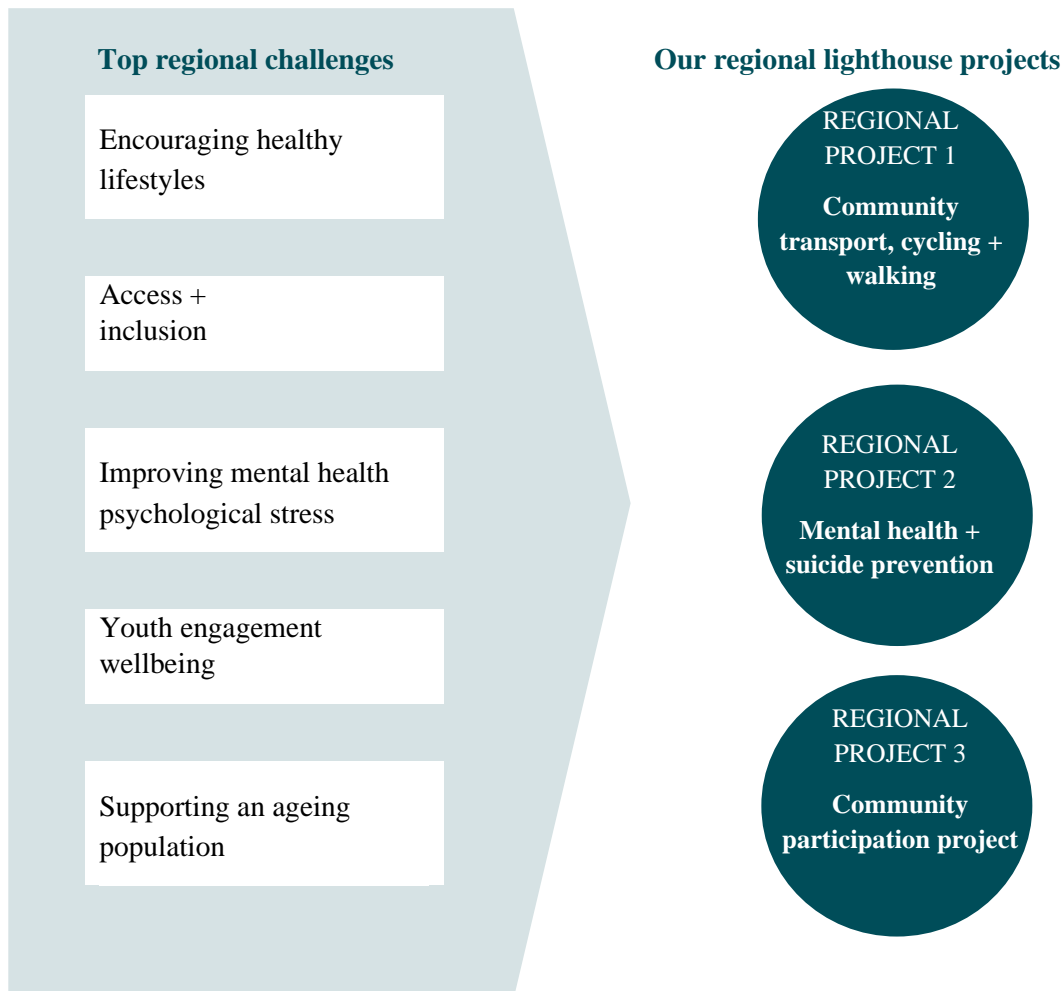 Top regional challenges
Encouraging healthy
lifestyles
Access +
inclusion
Improving mental health
psychological stress
Youth engagement
wellbeing
Supporting an ageing
population
Our regional lighthouse projects
REGIONAL
PROJECT 1
Community
transport, cycling +
walking
REGIONAL
PROJECT 2
Mental health +
suicide prevention
REGIONAL
PROJECT 3
Community
participation project